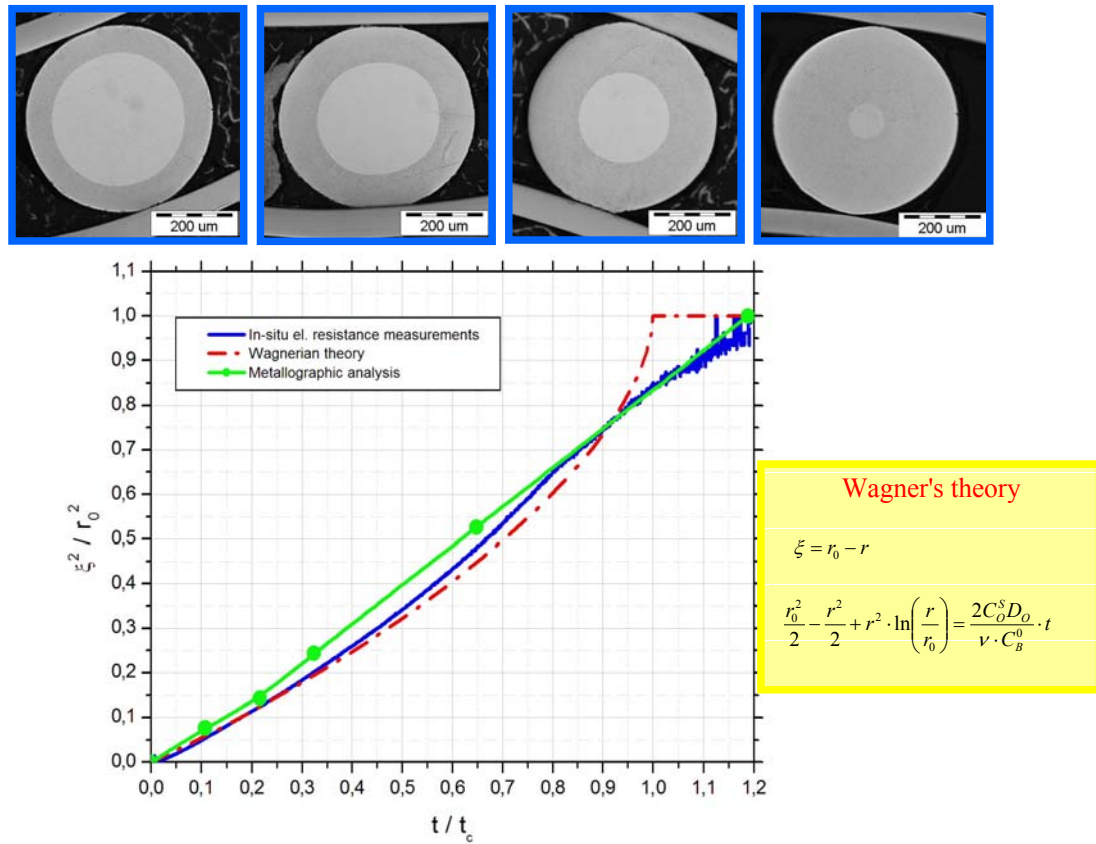 200 um
200 um
200 um
200 um
1,1
1,0
0,9
0,8
0,7
0,6
0,5
0,4
0,3
0,2
0,1
0,0
ξ² / r₀²
In-situ el. resistance measurements
Wagnerian theory
Metallographic analysis
0,0 0,1 0,2 0,3 0,4 0,5 0,6 0,7 0,8 0,9 1,0 1,1 1,2
t / t_c
Wagner's theory
ξ = r₀ − r
r₀²/2 − r²/2 + r² · ln(r/r₀) = 2C_O^S D_O / (ν · C_B^0) · t